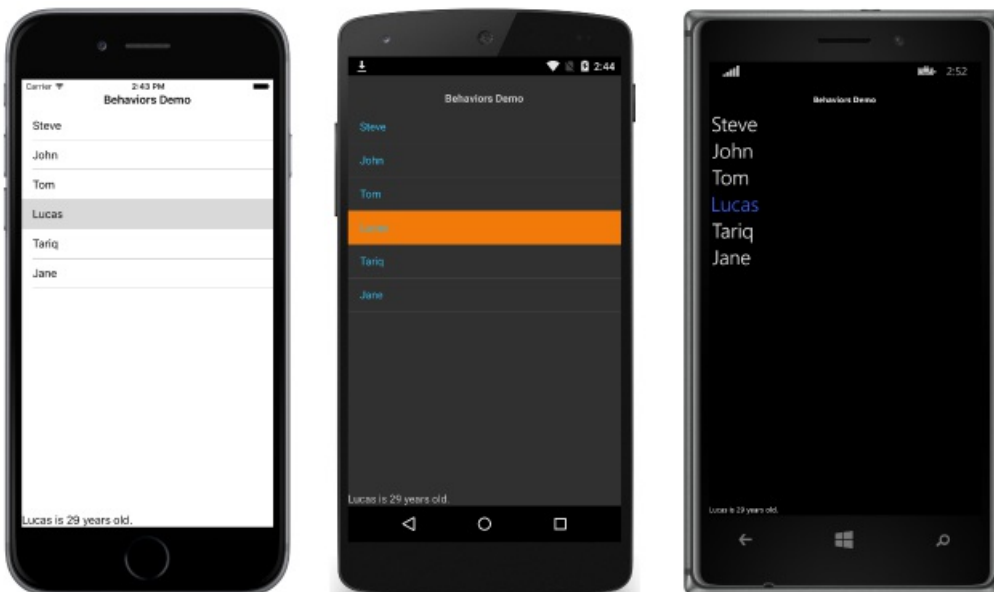 Carrier 2:43 PM
Behaviors Demo
Steve
John
Tom
Lucas
Tariq
Jane
Lucas is 29 years old.
2:44
Behaviors Demo
Steve
John
Tom
Lucas
Tariq
Jane
Lucas is 29 years old.
2:52
Behaviors Demo
Steve
John
Tom
Lucas
Tariq
Jane
Lucas is 29 years old.